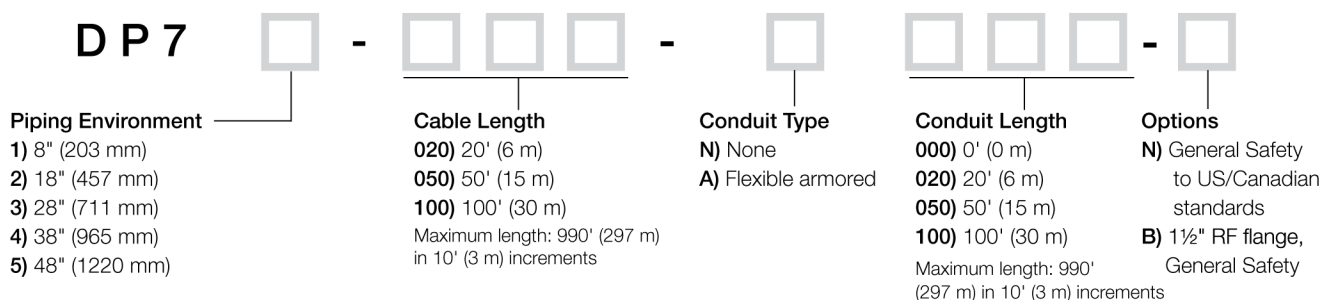 DP7 - - -
Piping Environment
1) 8" (203 mm)
2) 18" (457 mm)
3) 28" (711 mm)
4) 38" (965 mm)
5) 48" (1220 mm)
Cable Length
020) 20' (6 m)
050) 50' (15 m)
100) 100' (30 m)
Maximum length: 990' (297 m)
in 10' (3 m) increments
Conduit Type
N) None
A) Flexible armored
Conduit Length
000) 0' (0 m)
020) 20' (6 m)
050) 50' (15 m)
100) 100' (30 m)
Maximum length: 990'
(297 m) in 10' (3 m) increments
Options
N) General Safety
to US/Canadian
standards
B) 1½" RF flange,
General Safety